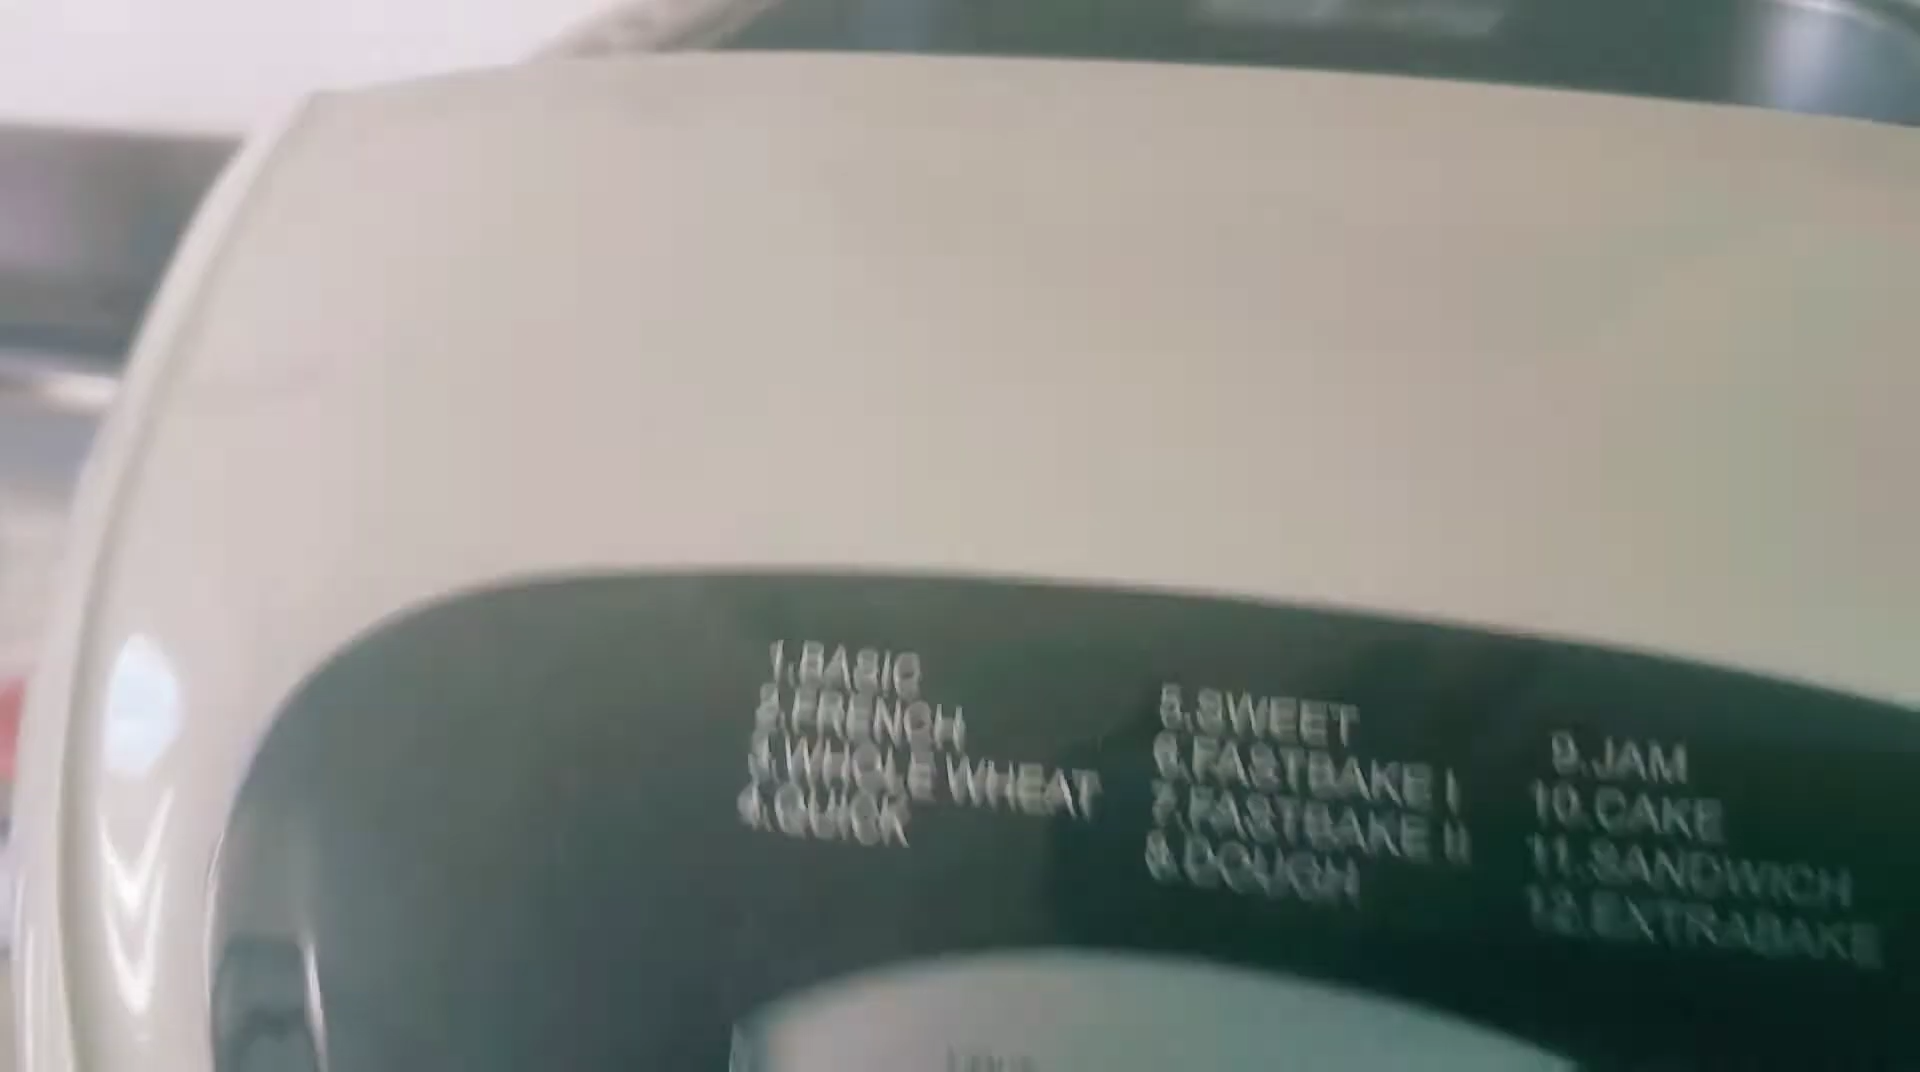 1.BASIC
2.FRENCH
3.WHOLE WHEAT
4.QUICK
5.SWEET
6.FASTBAKE I
7.FASTBAKE II
8.DOUGH
9.JAM
10.CAKE
11.SANDWICH
12.EXTRABAKE